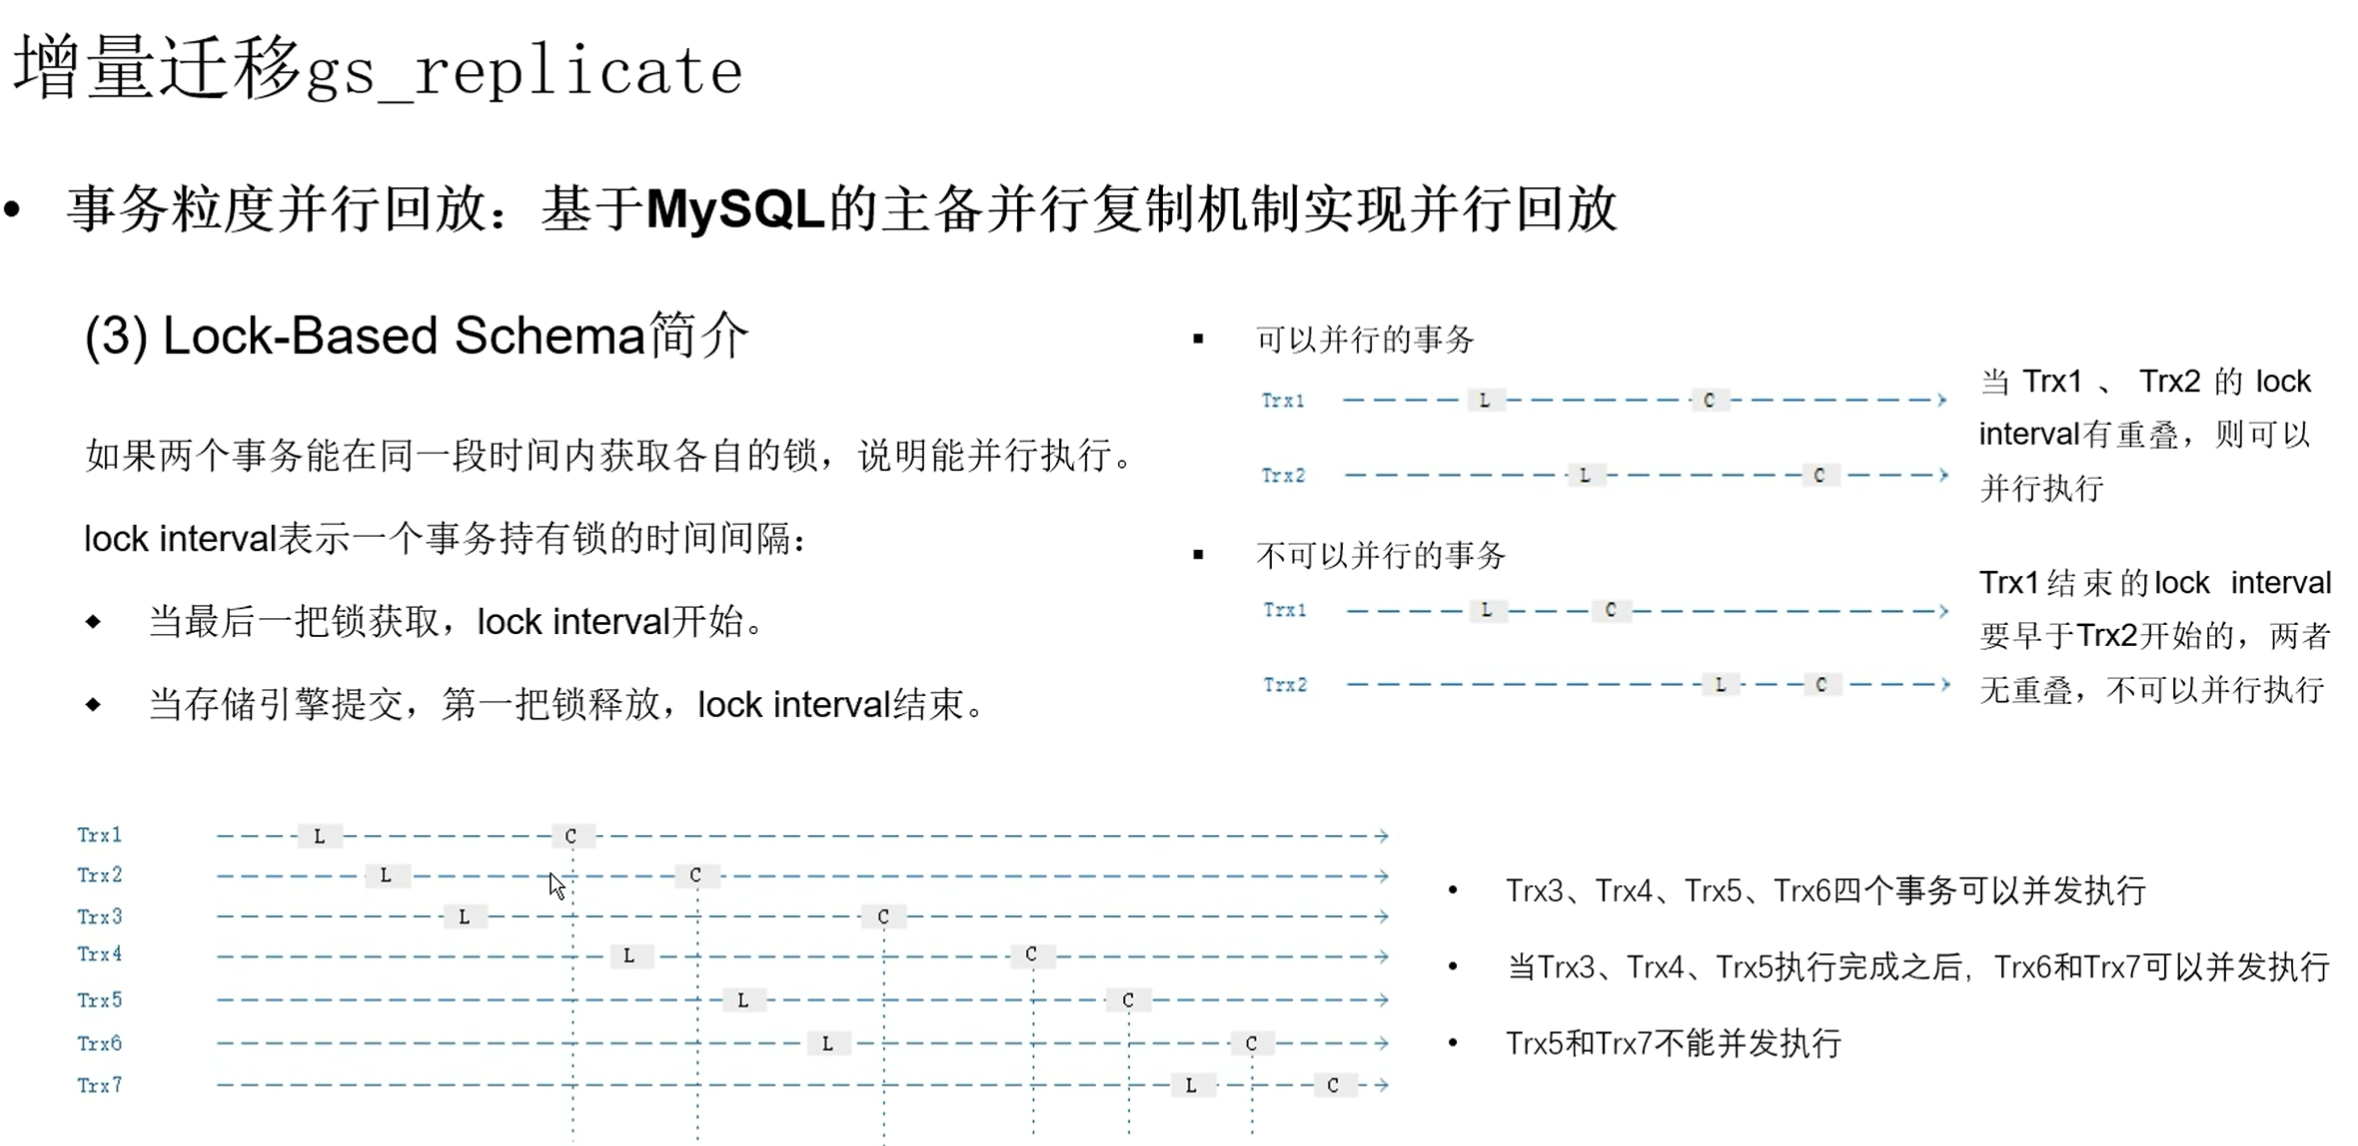 增量迁移gs_replicate
• 事务粒度并行回放：基于MySQL的主备并行复制机制实现并行回放
(3) Lock-Based Schema简介
如果两个事务能在同一段时间内获取各自的锁，说明能并行执行。
lock interval表示一个事务持有锁的时间间隔：
◆ 当最后一把锁获取，lock interval开始。
◆ 当存储引擎提交，第一把锁释放，lock interval结束。
▪ 可以并行的事务
Trx1 L C
Trx2 L C
当 Trx1 、 Trx2 的 lock
interval有重叠，则可以
并行执行
▪ 不可以并行的事务
Trx1 L C
Trx2 L C
Trx1结束的lock interval
要早于Trx2开始的，两者
无重叠，不可以并行执行
Trx1 L C
Trx2 L C
Trx3 L C
Trx4 L C
Trx5 L C
Trx6 L C
Trx7 L C
• Trx3、Trx4、Trx5、Trx6四个事务可以并发执行
• 当Trx3、Trx4、Trx5执行完成之后，Trx6和Trx7可以并发执行
• Trx5和Trx7不能并发执行